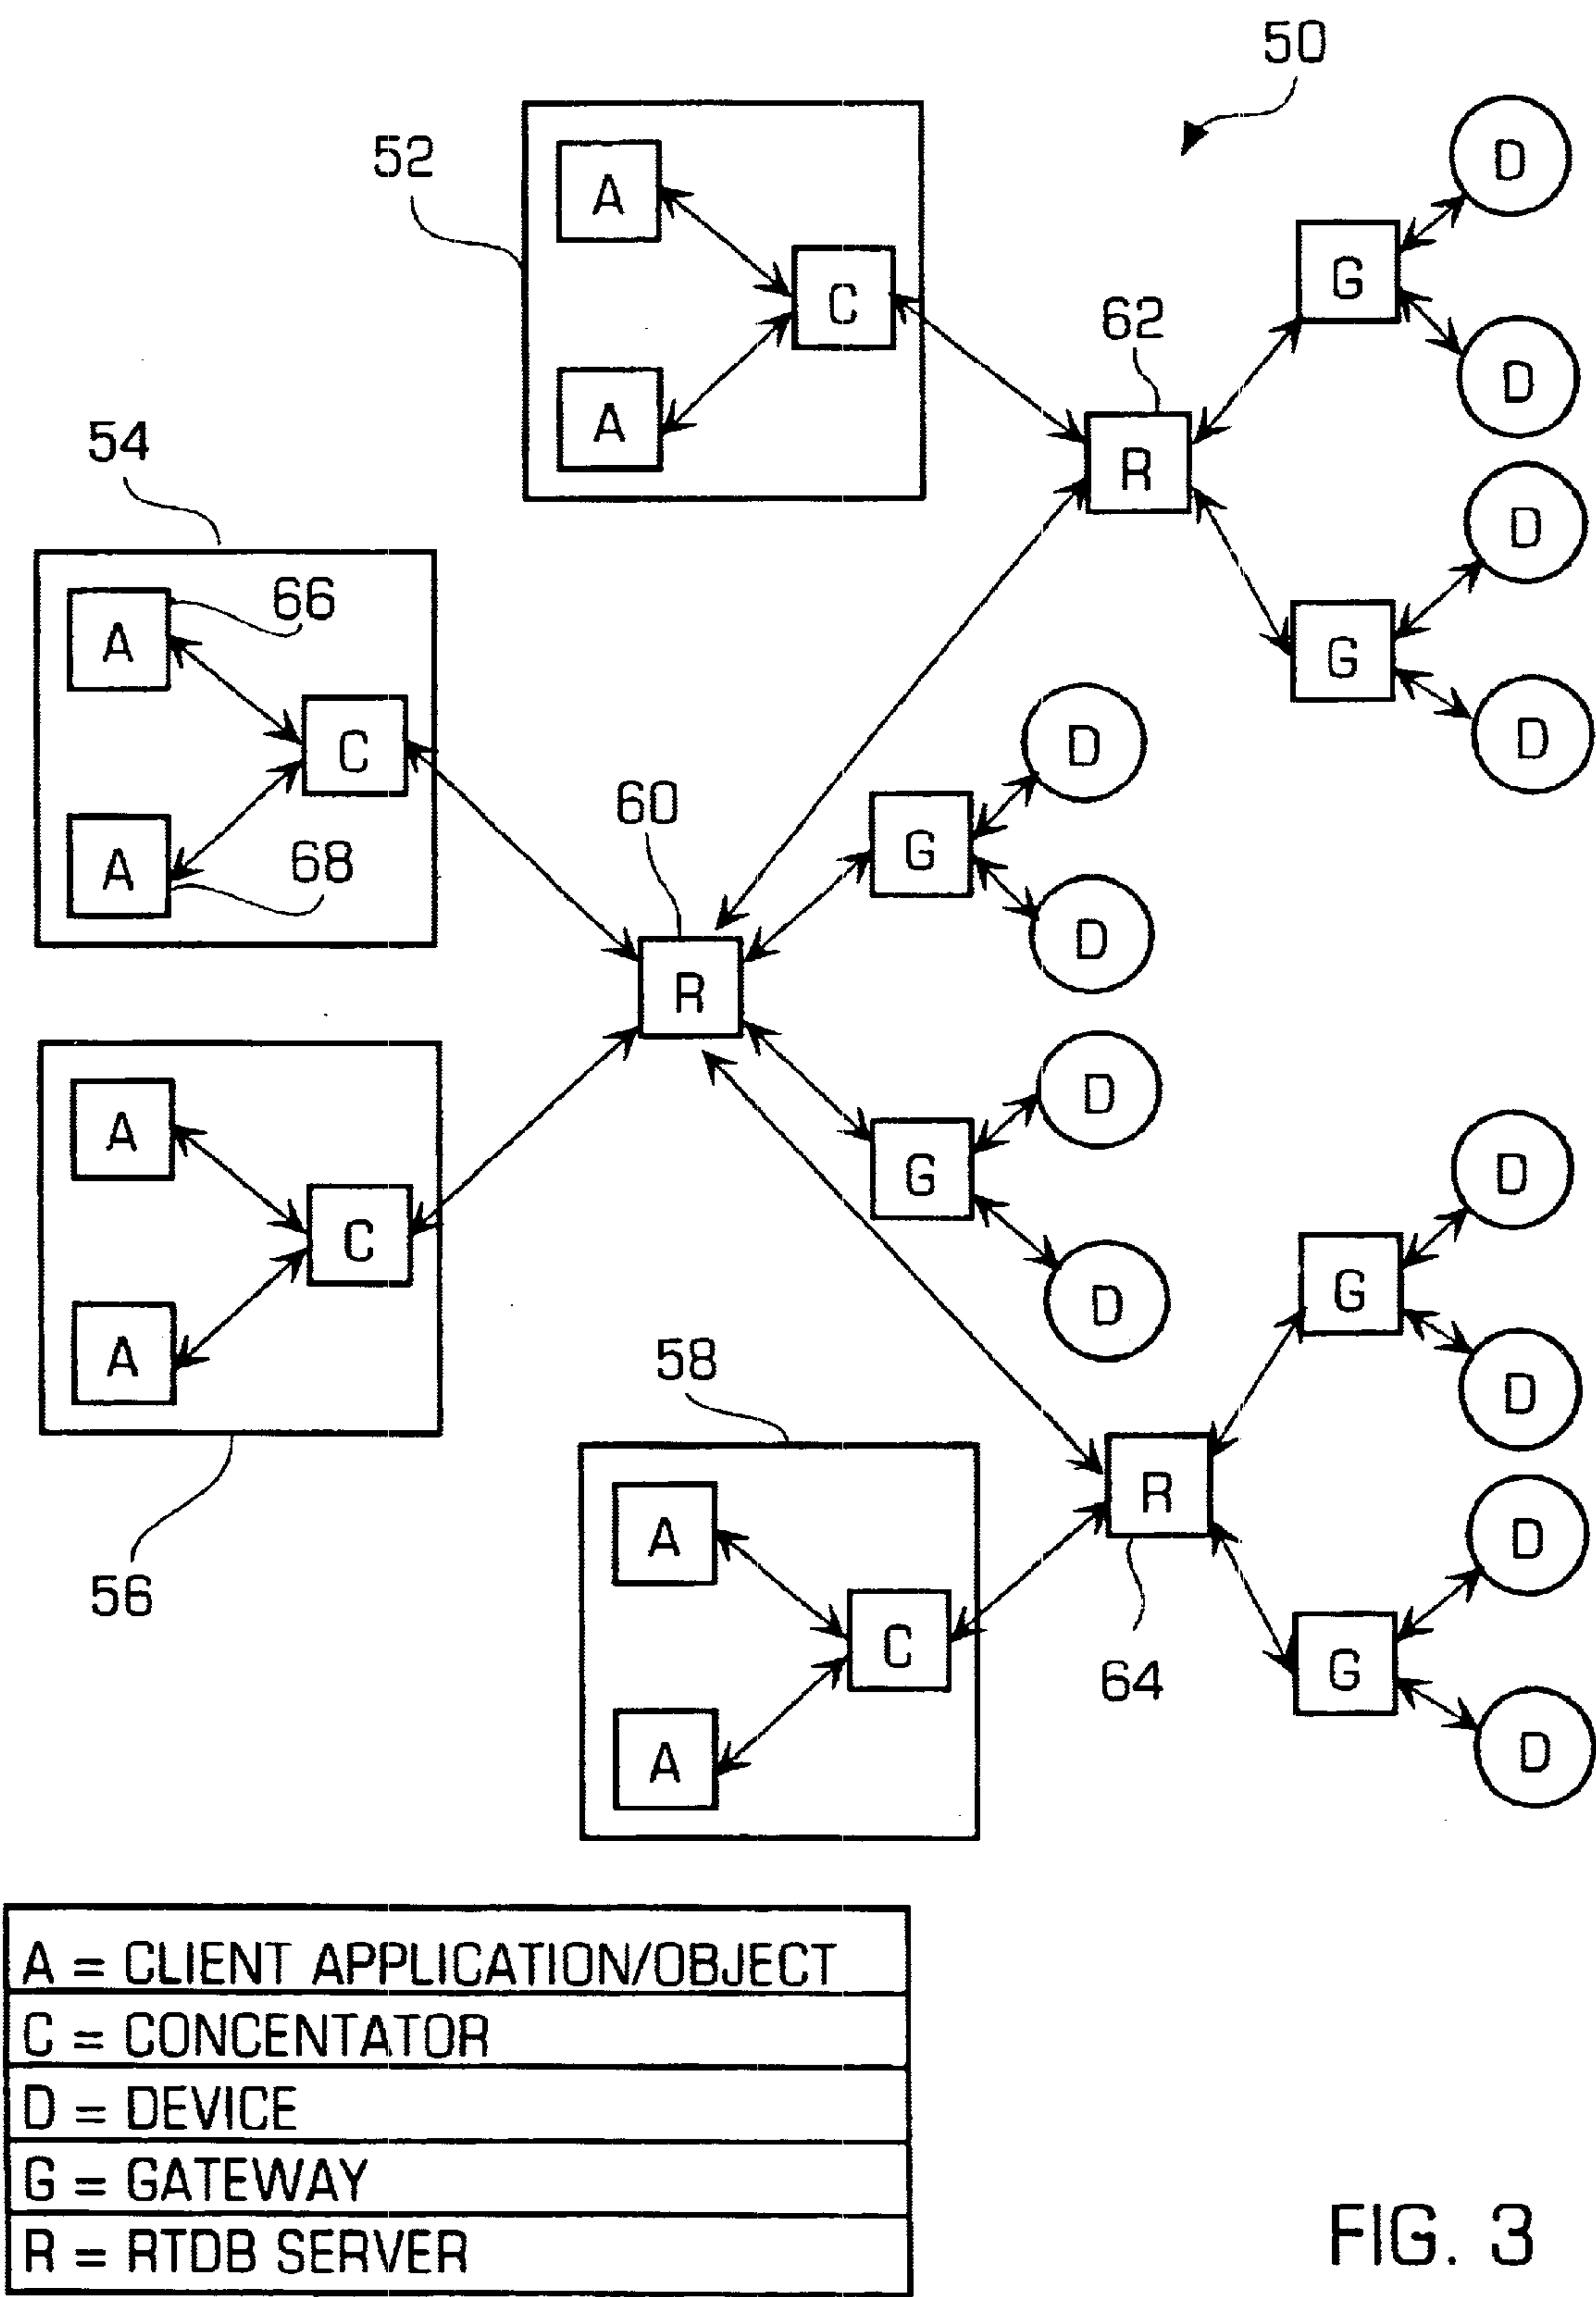 50
52
A
D
G
C
62
D
A
54
R
D
66
A
G
D
D
C
60
G
68
A
D
R
D
A
G
D
C
G
D
D
58
A
D
R
D
A
56
C
64
G
A
D
A = CLIENT APPLICATION/OBJECT
C = CONCENTATOR
D = DEVICE
G = GATEWAY
R = RTDB SERVER
FIG. 3